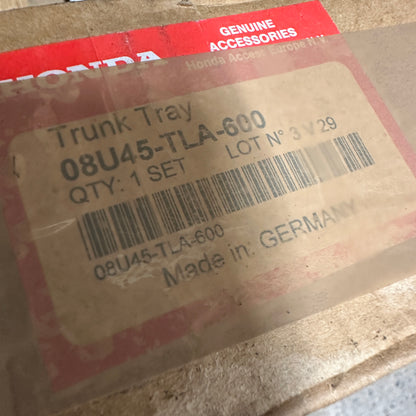 HONDA
GENUINE
ACCESSORIES
Honda Access Europe N.V.
Trunk Tray
08U45-TLA-600
QTY: 1 SET LOT N° 3 V 29
08U45-TLA-600
Made in: GERMANY